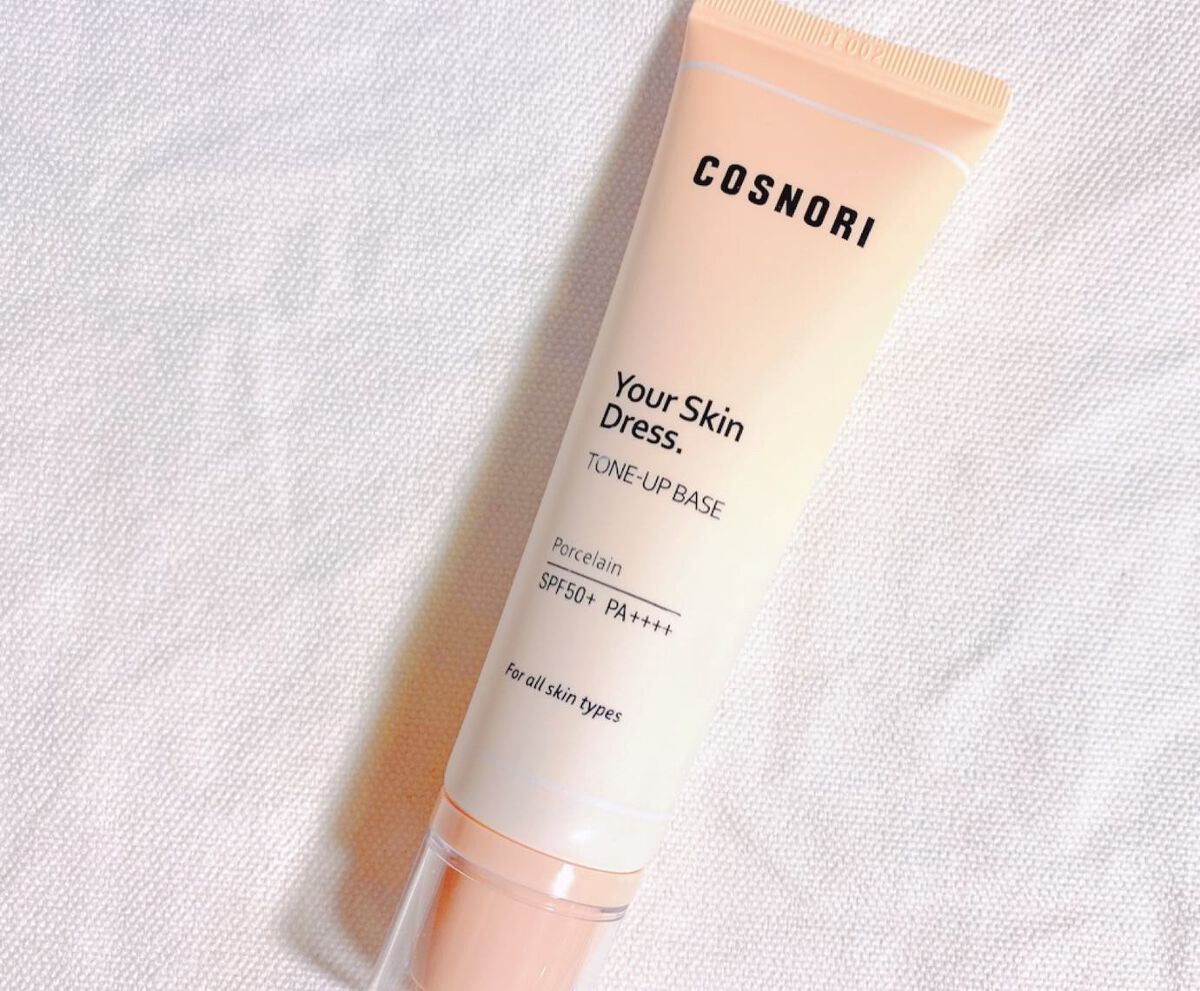 COSNORI
Your Skin
Dress.
TONE-UP BASE
Porcelain
SPF50+ PA++++
For all skin types